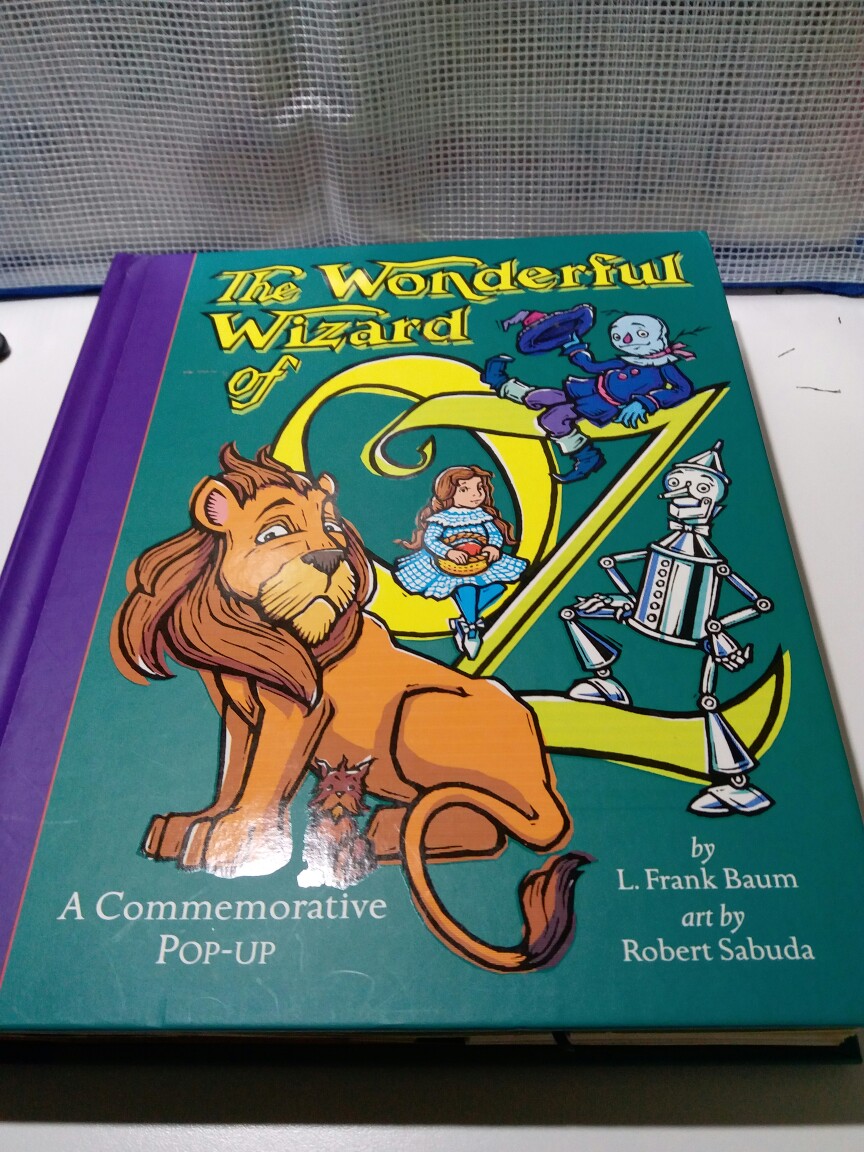 The Wonderful
Wizard
of
OZ
A Commemorative
POP-UP
by
L. Frank Baum
art by
Robert Sabuda